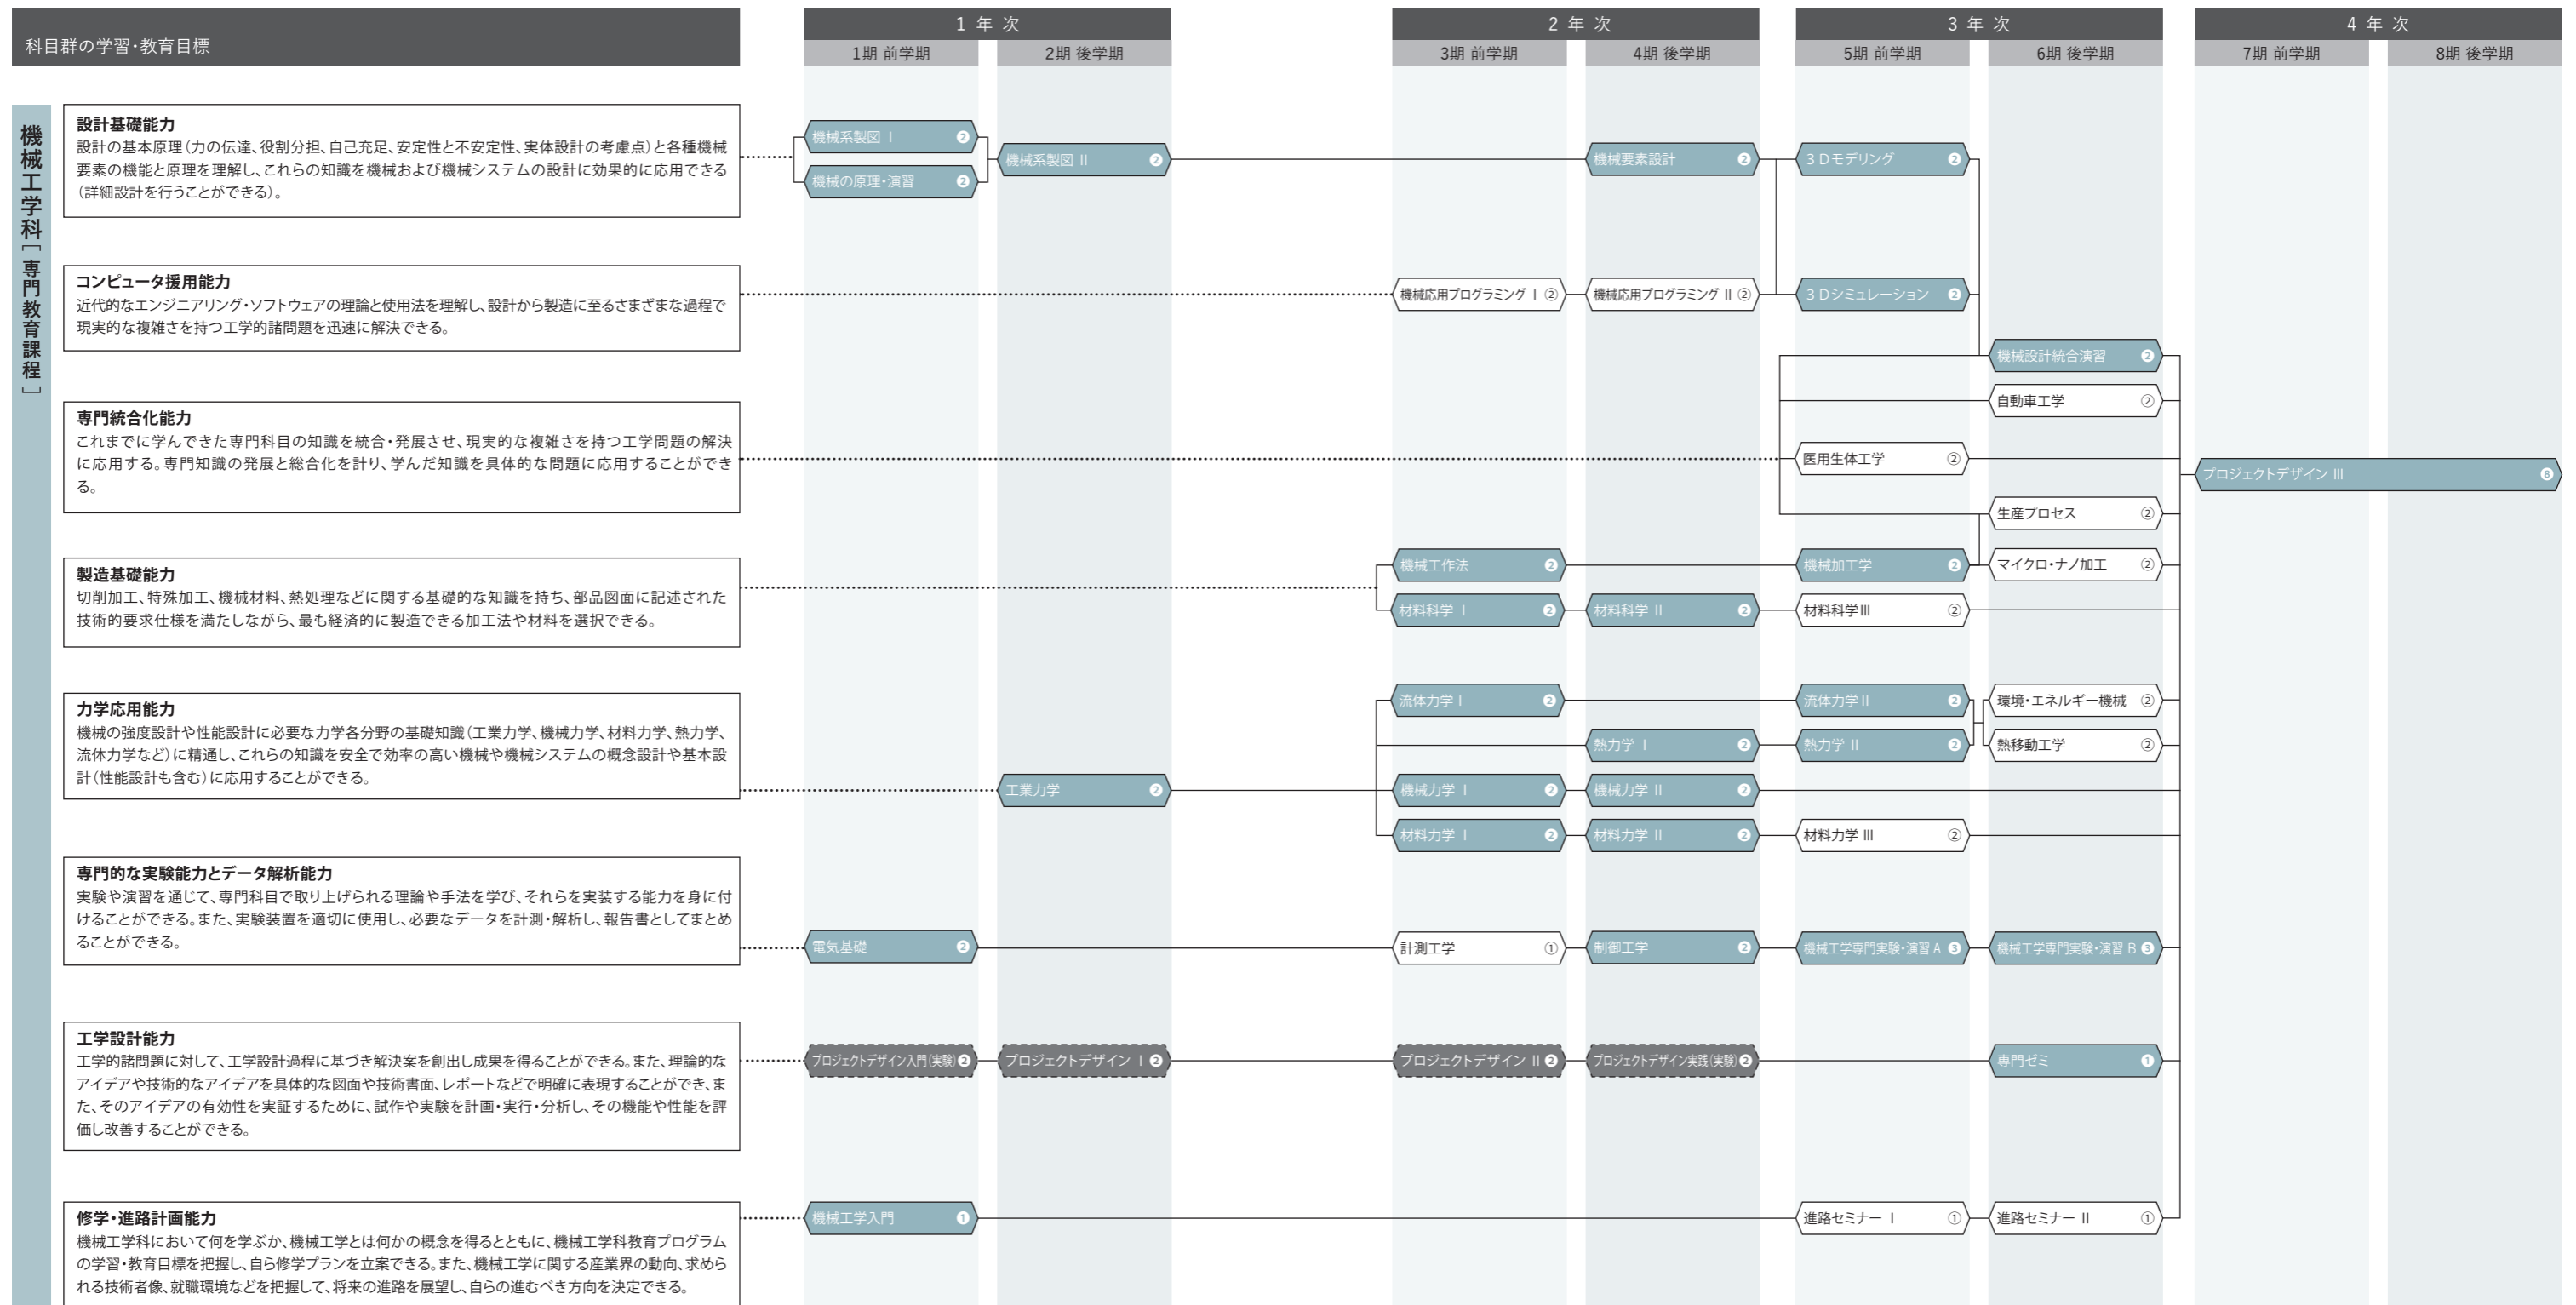 科目群の学習・教育目標
1 年 次
2 年 次
3 年 次
4 年 次
1期 前学期
2期 後学期
3期 前学期
4期 後学期
5期 前学期
6期 後学期
7期 前学期
8期 後学期
機械工学科[専門教育課程]
設計基礎能力
設計の基本原理(力の伝達、役割分担、自己充足、安定性と不安定性、実体設計の考慮点)と各種機械
要素の機能と原理を理解し、これらの知識を機械および機械システムの設計に効果的に応用できる
(詳細設計を行うことができる)。
機械系製図 Ⅰ ❷
機械の原理・演習 ❷
機械系製図 Ⅱ ❷
機械要素設計 ❷
3Dモデリング ❷
コンピュータ援用能力
近代的なエンジニアリング・ソフトウェアの理論と使用法を理解し、設計から製造に至るさまざまな過程で
現実的な複雑さを持つ工学的諸問題を迅速に解決できる。
機械応用プログラミング Ⅰ ②
機械応用プログラミング Ⅱ ②
3Dシミュレーション ❷
機械設計統合演習 ❷
自動車工学 ②
専門統合化能力
これまでに学んできた専門科目の知識を統合・発展させ、現実的な複雑さを持つ工学問題の解決
に応用する。専門知識の発展と総合化を計り、学んだ知識を具体的な問題に応用することができ
る。
医用生体工学 ②
プロジェクトデザイン Ⅲ ❽
生産プロセス ②
製造基礎能力
切削加工、特殊加工、機械材料、熱処理などに関する基礎的な知識を持ち、部品図面に記述された
技術的要求仕様を満たしながら、最も経済的に製造できる加工法や材料を選択できる。
機械工作法 ❷
機械加工学 ❷
マイクロ・ナノ加工 ②
材料科学 Ⅰ ❷
材料科学 Ⅱ ❷
材料科学Ⅲ ②
力学応用能力
機械の強度設計や性能設計に必要な力学各分野の基礎知識(工業力学、機械力学、材料力学、熱力学、
流体力学など)に精通し、これらの知識を安全で効率の高い機械や機械システムの概念設計や基本設
計(性能設計も含む)に応用することができる。
流体力学Ⅰ ❷
流体力学Ⅱ ❷
環境・エネルギー機械 ②
熱力学 Ⅰ ❷
熱力学 Ⅱ ❷
熱移動工学 ②
工業力学 ❷
機械力学 Ⅰ ❷
機械力学 Ⅱ ❷
材料力学 Ⅰ ❷
材料力学 Ⅱ ❷
材料力学 Ⅲ ②
専門的な実験能力とデータ解析能力
実験や演習を通じて、専門科目で取り上げられる理論や手法を学び、それらを実装する能力を身に付
けることができる。また、実験装置を適切に使用し、必要なデータを計測・解析し、報告書としてまとめ
ることができる。
電気基礎 ❷
計測工学 ①
制御工学 ❷
機械工学専門実験・演習 A ❸
機械工学専門実験・演習 B ❸
工学設計能力
工学的諸問題に対して、工学設計過程に基づき解決案を創出し成果を得ることができる。また、理論的な
アイデアや技術的なアイデアを具体的な図面や技術書面、レポートなどで明確に表現することができ、ま
た、そのアイデアの有効性を実証するために、試作や実験を計画・実行・分析し、その機能や性能を評
価し改善することができる。
プロジェクトデザイン入門(実験) ❷
プロジェクトデザイン Ⅰ ❷
プロジェクトデザイン Ⅱ ❷
プロジェクトデザイン実践(実験) ❷
専門ゼミ ❶
修学・進路計画能力
機械工学科において何を学ぶか、機械工学とは何かの概念を得るとともに、機械工学科教育プログラム
の学習・教育目標を把握し、自ら修学プランを立案できる。また、機械工学に関する産業界の動向、求めら
れる技術者像、就職環境などを把握して、将来の進路を展望し、自らの進むべき方向を決定できる。
機械工学入門 ❶
進路セミナー Ⅰ ①
進路セミナー Ⅱ ①